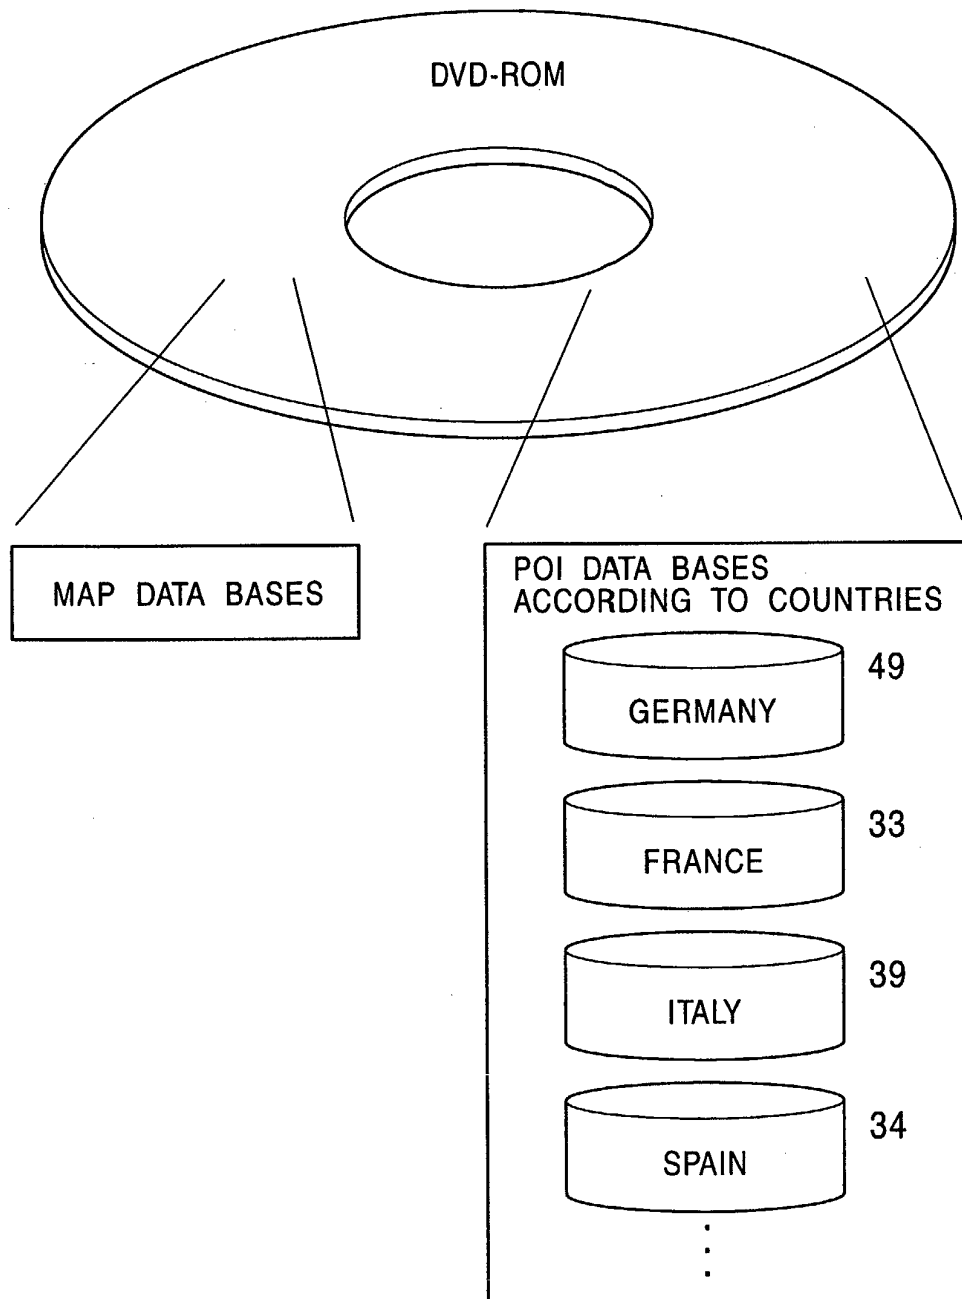 DVD-ROM
MAP DATA BASES
POI DATA BASES
ACCORDING TO COUNTRIES
GERMANY
49
FRANCE
33
ITALY
39
SPAIN
34